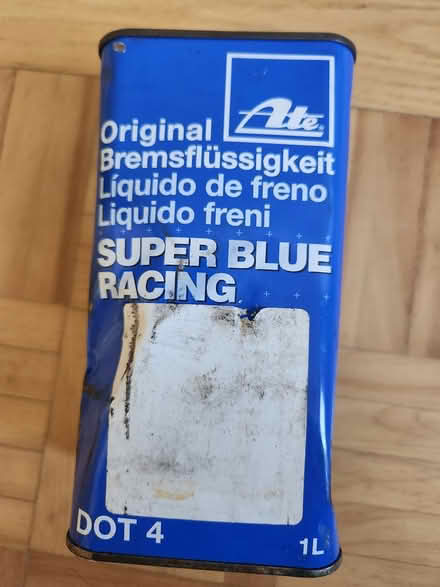 Ate
Original
Bremsflüssigkeit
Líquido de freno
Liquido freni
SUPER BLUE
RACING
DOT 4
1L